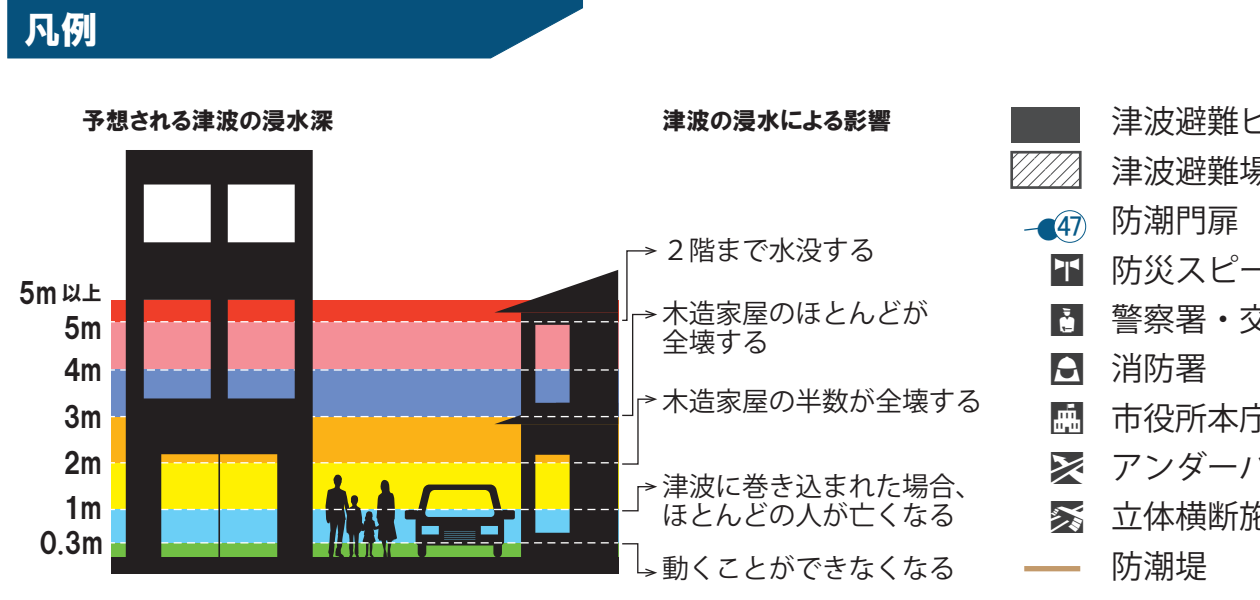 凡例
予想される津波の浸水深
5m 以上
5m
4m
3m
2m
1m
0.3m
津波の浸水による影響
２階まで水没する
木造家屋のほとんどが
全壊する
木造家屋の半数が全壊する
津波に巻き込まれた場合、
ほとんどの人が亡くなる
動くことができなくなる
津波避難ビ
津波避難場
47 防潮門扉
防災スピー
警察署・交
消防署
市役所本庁
アンダーパ
立体横断施
防潮堤